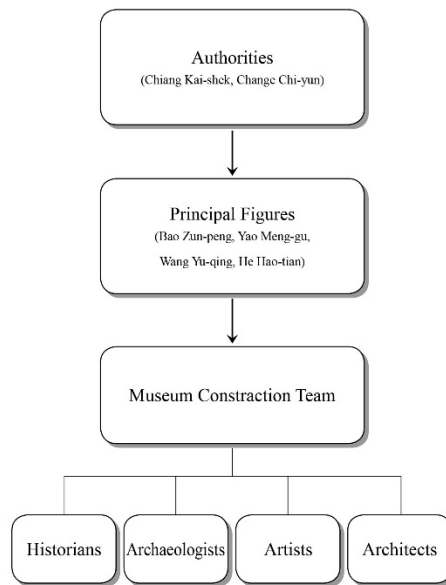 Authorities
(Chiang Kai-shek, Change Chi-yun)
Principal Figures
(Bao Zun-peng, Yao Meng-gu,
Wang Yu-qing, He Hao-tian)
Museum Constraction Team
Historians
Archaeologists
Artists
Architects